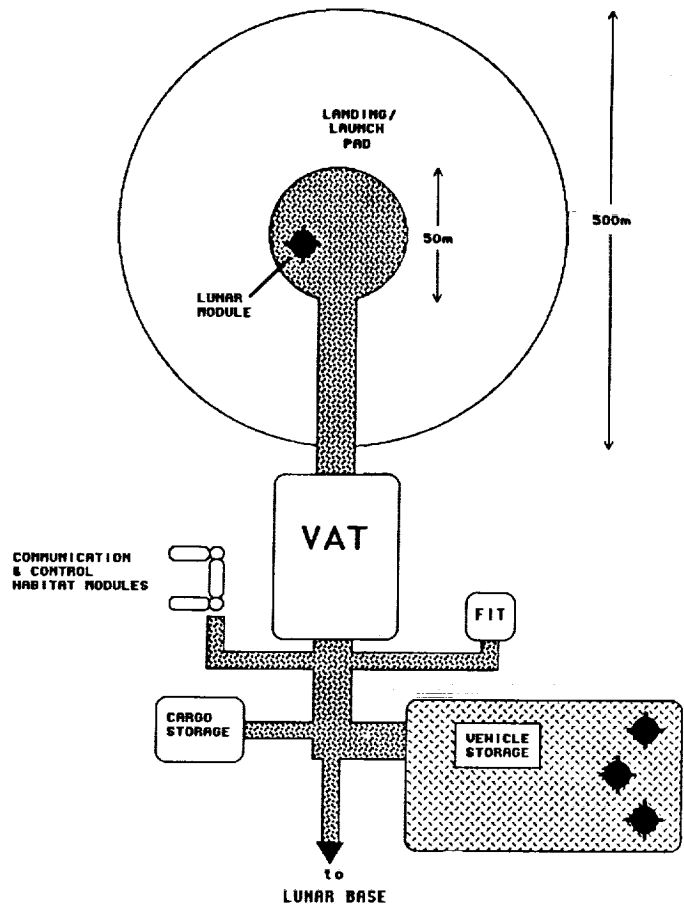 LANDING/
LAUNCH
PAD
50m
500m
LUNAR
MODULE
VAT
COMMUNICATION
& CONTROL
HABITAT MODULES
FIT
CARGO
STORAGE
VEHICLE
STORAGE
to
LUNAR BASE